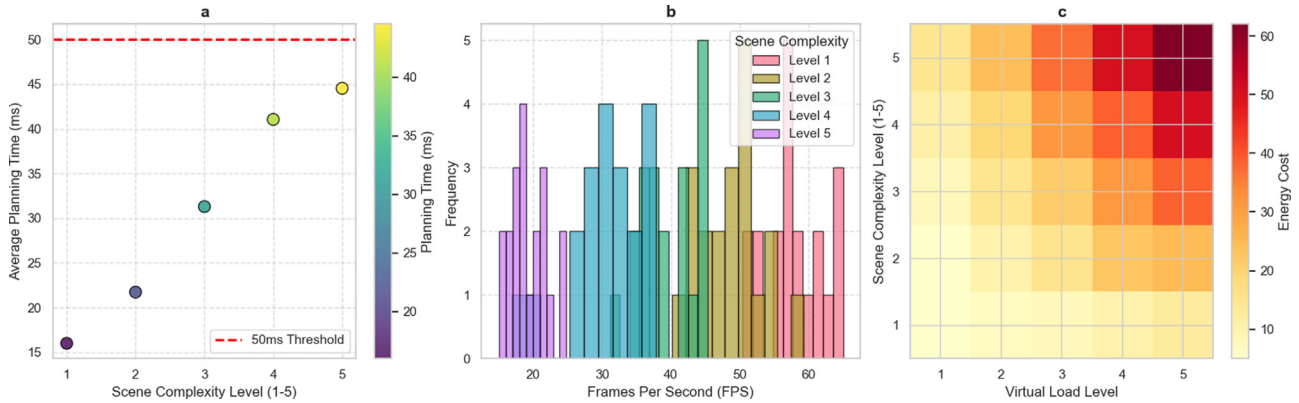 a
Average Planning Time (ms)
50
45
40
35
30
25
20
15
1 2 3 4 5
Scene Complexity Level (1-5)
50ms Threshold
40
35
30
25
20
Planning Time (ms)
b
Frequency
5
4
3
2
1
0
20 30 40 50 60
Frames Per Second (FPS)
Scene Complexity
Level 1
Level 2
Level 3
Level 4
Level 5
c
Scene Complexity Level (1-5)
5
4
3
2
1
1 2 3 4 5
Virtual Load Level
60
50
40
30
20
10
Energy Cost